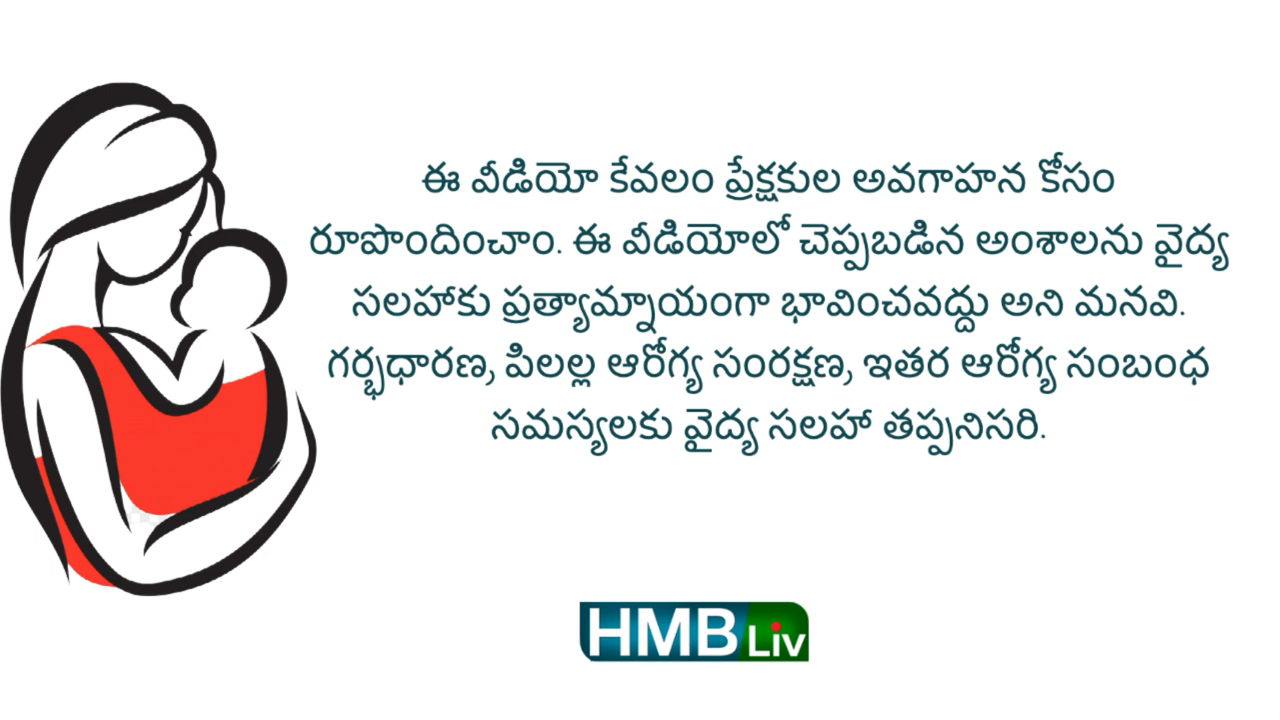 ఈ వీడియో కేవలం ప్రేక్షకుల అవగాహన కోసం
రూపొందించాం. ఈ వీడియోలో చెప్పబడిన అంశాలను వైద్య
సలహాకు ప్రత్యామ్నాయంగా భావించవద్దు అని మనవి.
గర్భధారణ, పిలల్ల ఆరోగ్య సంరక్షణ, ఇతర ఆరోగ్య సంబంధ
సమస్యలకు వైద్య సలహా తప్పనిసరి.
HMB Liv